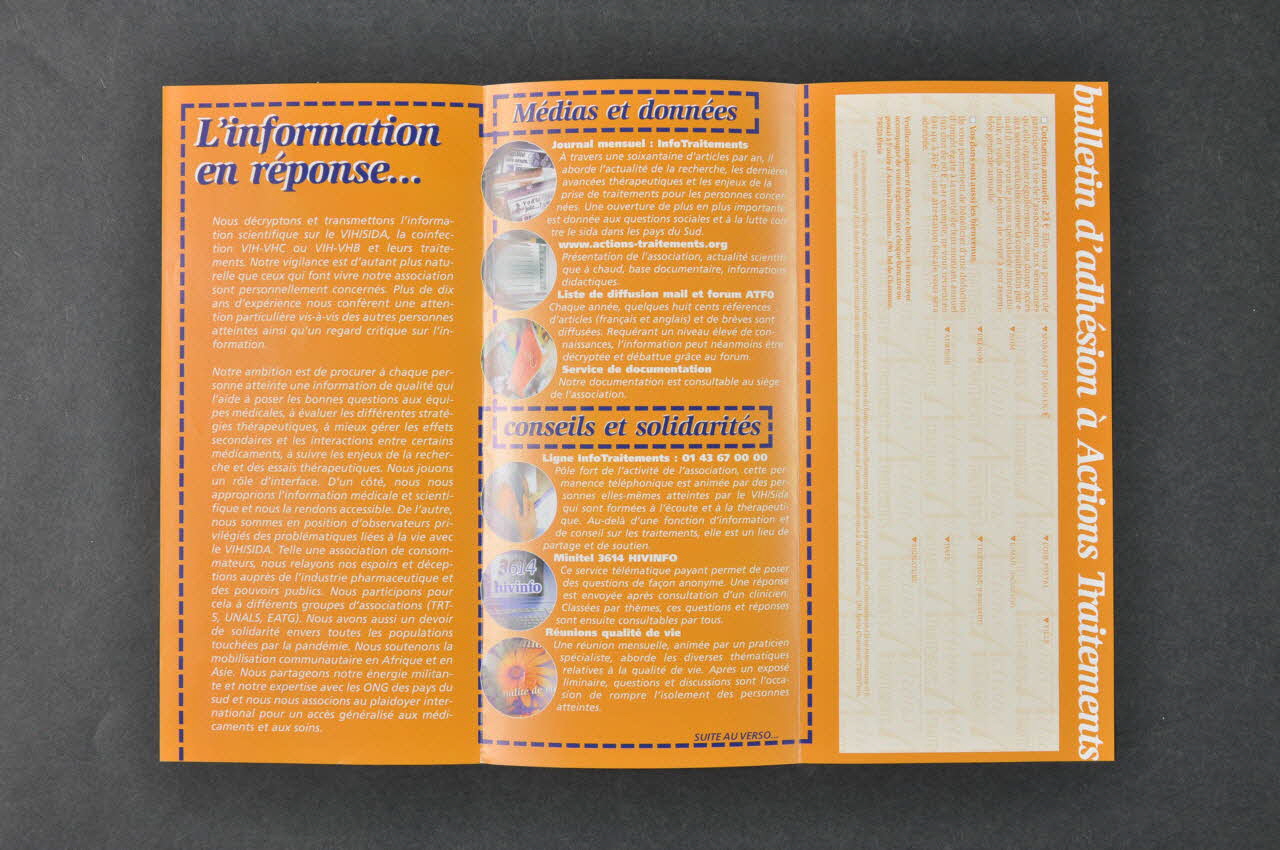 L'information
en réponse...
Nous décryptons et transmettons l'informa-
tion scientifique sur le VIH/SIDA, la coinfec-
tion VIH-VHC ou VIH-VHB et leurs traite-
ments. Notre vigilance est d'autant plus natu-
relle que ceux qui font vivre notre association
sont personnellement concernés. Plus de dix
ans d'expérience nous confèrent une atten-
tion particulière vis-à-vis des autres personnes
atteintes ainsi qu'un regard critique sur l'in-
formation.
Notre ambition est de procurer à chaque per-
sonne atteinte une information de qualité qui
l'aide à poser les bonnes questions aux équi-
pes médicales, à évaluer les différentes straté-
gies thérapeutiques, à mieux gérer les effets
secondaires et les interactions entre certains
médicaments, à suivre les enjeux de la recher-
che et des essais thérapeutiques. Nous jouons
un rôle d'interface. D'un côté, nous nous
approprions l'information médicale et scienti-
fique et nous la rendons accessible. De l'autre,
nous sommes en position d'observateurs pri-
vilégiés des problématiques liées à la vie avec
le VIH/SIDA. Telle une association de consom-
mateurs, nous relayons nos espoirs et décep-
tions auprès de l'industrie pharmaceutique et
des pouvoirs publics. Nous participons pour
cela à différents groupes d'associations (TRT-
5, UNALS, EATG). Nous avons aussi un devoir
de solidarité envers toutes les populations
touchées par la pandémie. Nous soutenons la
mobilisation communautaire en Afrique et en
Asie. Nous partageons notre énergie militan-
te et notre expertise avec les ONG des pays du
sud et nous nous associons au plaidoyer inter-
national pour un accès généralisé aux médi-
caments et aux soins.
Médias et données
Journal mensuel : InfoTraitements
À travers une soixantaine d'articles par an, il
aborde l'actualité de la recherche, les dernières
avancées thérapeutiques et les enjeux de la
prise de traitements pour les personnes concer-
nées. Une ouverture de plus en plus importante
est donnée aux questions sociales et à la lutte con-
tre le sida dans les pays du Sud.
www.actions-traitements.org
Présentation de l'association, actualité scientifi-
que à chaud, base documentaire, informations
didactiques.
Liste de diffusion mail et forum ATFO
Chaque année, quelques huit cents références
d'articles (français et anglais) et de brèves sont
diffusées. Requérant un niveau élevé de con-
naissances, l'information peut néanmoins être
décryptée et débattue grâce au forum.
Service de documentation
Notre documentation est consultable au siège
de l'association.
conseils et solidarités
Ligne InfoTraitements : 01 43 67 00 00
Pôle fort de l'activité de l'association, cette per-
manence téléphonique est animée par des per-
sonnes elles-mêmes atteintes par le VIH/Sida
qui sont formées à l'écoute et à la thérapeuti-
que. Au-delà d'une fonction d'information et
de conseil sur les traitements, elle est un lieu de
partage et de soutien.
Minitel 3614 HIVINFO
3614
hivinfo
Ce service télématique payant permet de poser
des questions de façon anonyme. Une réponse
est envoyée après consultation d'un clinicien.
Classées par thèmes, ces questions et réponses
sont ensuite consultables par tous.
Réunions qualité de vie
Une réunion mensuelle, animée par un praticien
spécialiste, aborde les diverses thématiques
relatives à la qualité de vie. Après un exposé
liminaire, questions et discussions sont l'occa-
sion de rompre l'isolement des personnes
atteintes.
SUITE AU VERSO...
bulletin d'adhésion à Actions Traitements
Cotisation annuelle : 23 €
Vos dons sont aussi les bienvenus